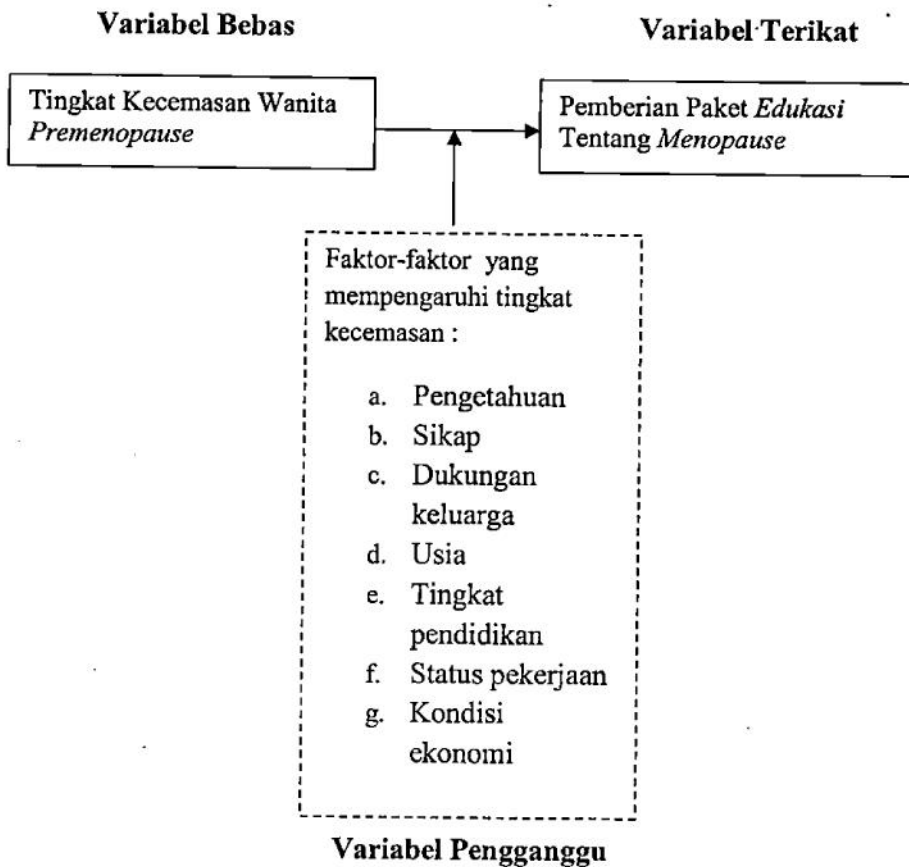 Variabel Bebas
Variabel Terikat
Tingkat Kecemasan Wanita
Premenopause
Pemberian Paket Edukasi
Tentang Menopause
Faktor-faktor yang
mempengaruhi tingkat
kecemasan :
a. Pengetahuan
b. Sikap
c. Dukungan
keluarga
d. Usia
e. Tingkat
pendidikan
f. Status pekerjaan
g. Kondisi
ekonomi
Variabel Pengganggu